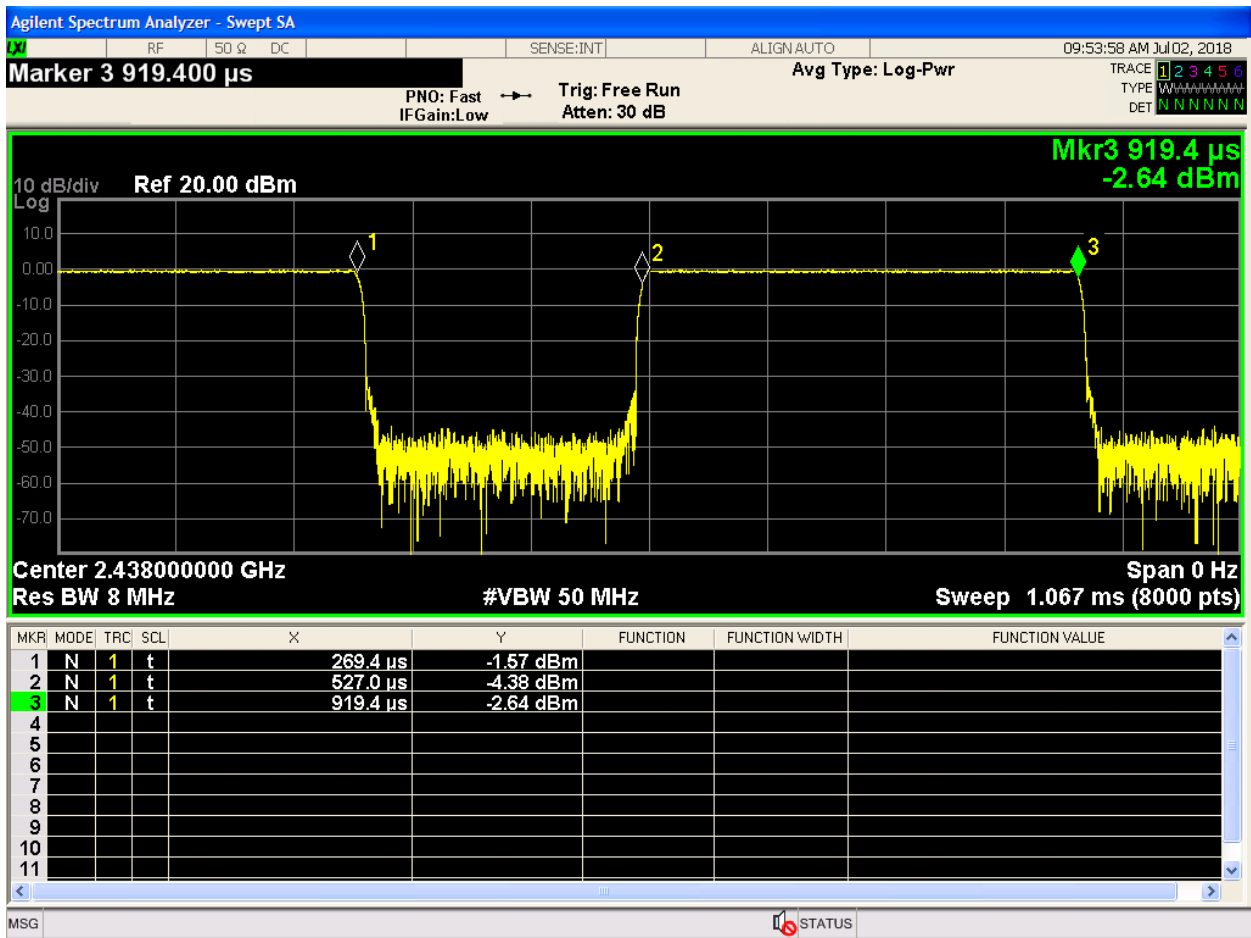 Agilent Spectrum Analyzer - Swept SA
LXI RF 50 Ω DC SENSE:INT ALIGN AUTO 09:53:58 AM Jul 02, 2018
Marker 3 919.400 µs Avg Type: Log-Pwr TRACE 1 2 3 4 5 6
PNO: Fast Trig: Free Run TYPE WWWWWW
IFGain:Low Atten: 30 dB DET N N N N N N
Mkr3 919.4 µs
10 dB/div Ref 20.00 dBm -2.64 dBm
Log
10.0
0.00
-10.0
-20.0
-30.0
-40.0
-50.0
-60.0
-70.0
1
2
3
Center 2.438000000 GHz Span 0 Hz
Res BW 8 MHz #VBW 50 MHz Sweep 1.067 ms (8000 pts)
MKR MODE TRC SCL X Y FUNCTION FUNCTION WIDTH FUNCTION VALUE
1 N 1 t 269.4 µs -1.57 dBm
2 N 1 t 527.0 µs -4.38 dBm
3 N 1 t 919.4 µs -2.64 dBm
4
5
6
7
8
9
10
11
MSG STATUS